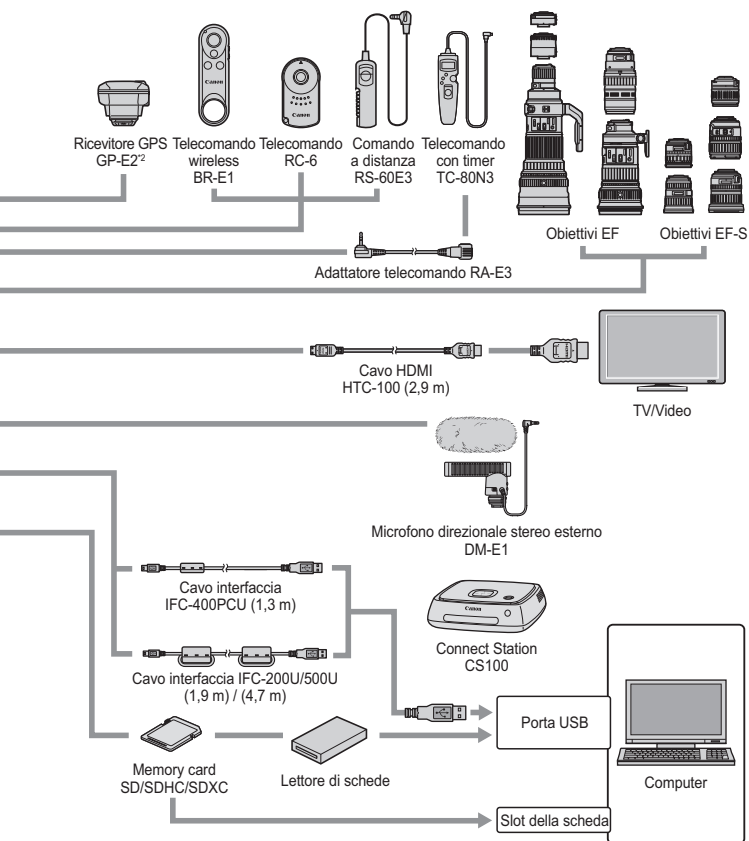 Canon
Canon
Ricevitore GPS
GP-E2*2
Telecomando
wireless
BR-E1
Telecomando
RC-6
Comando
a distanza
RS-60E3
Telecomando
con timer
TC-80N3
Obiettivi EF
Obiettivi EF-S
Adattatore telecomando RA-E3
Cavo HDMI
HTC-100 (2,9 m)
TV/Video
Microfono direzionale stereo esterno
DM-E1
Cavo interfaccia
IFC-400PCU (1,3 m)
Canon
Connect Station
CS100
Cavo interfaccia IFC-200U/500U
(1,9 m) / (4,7 m)
Porta USB
Memory card
SD/SDHC/SDXC
Lettore di schede
Computer
Slot della scheda